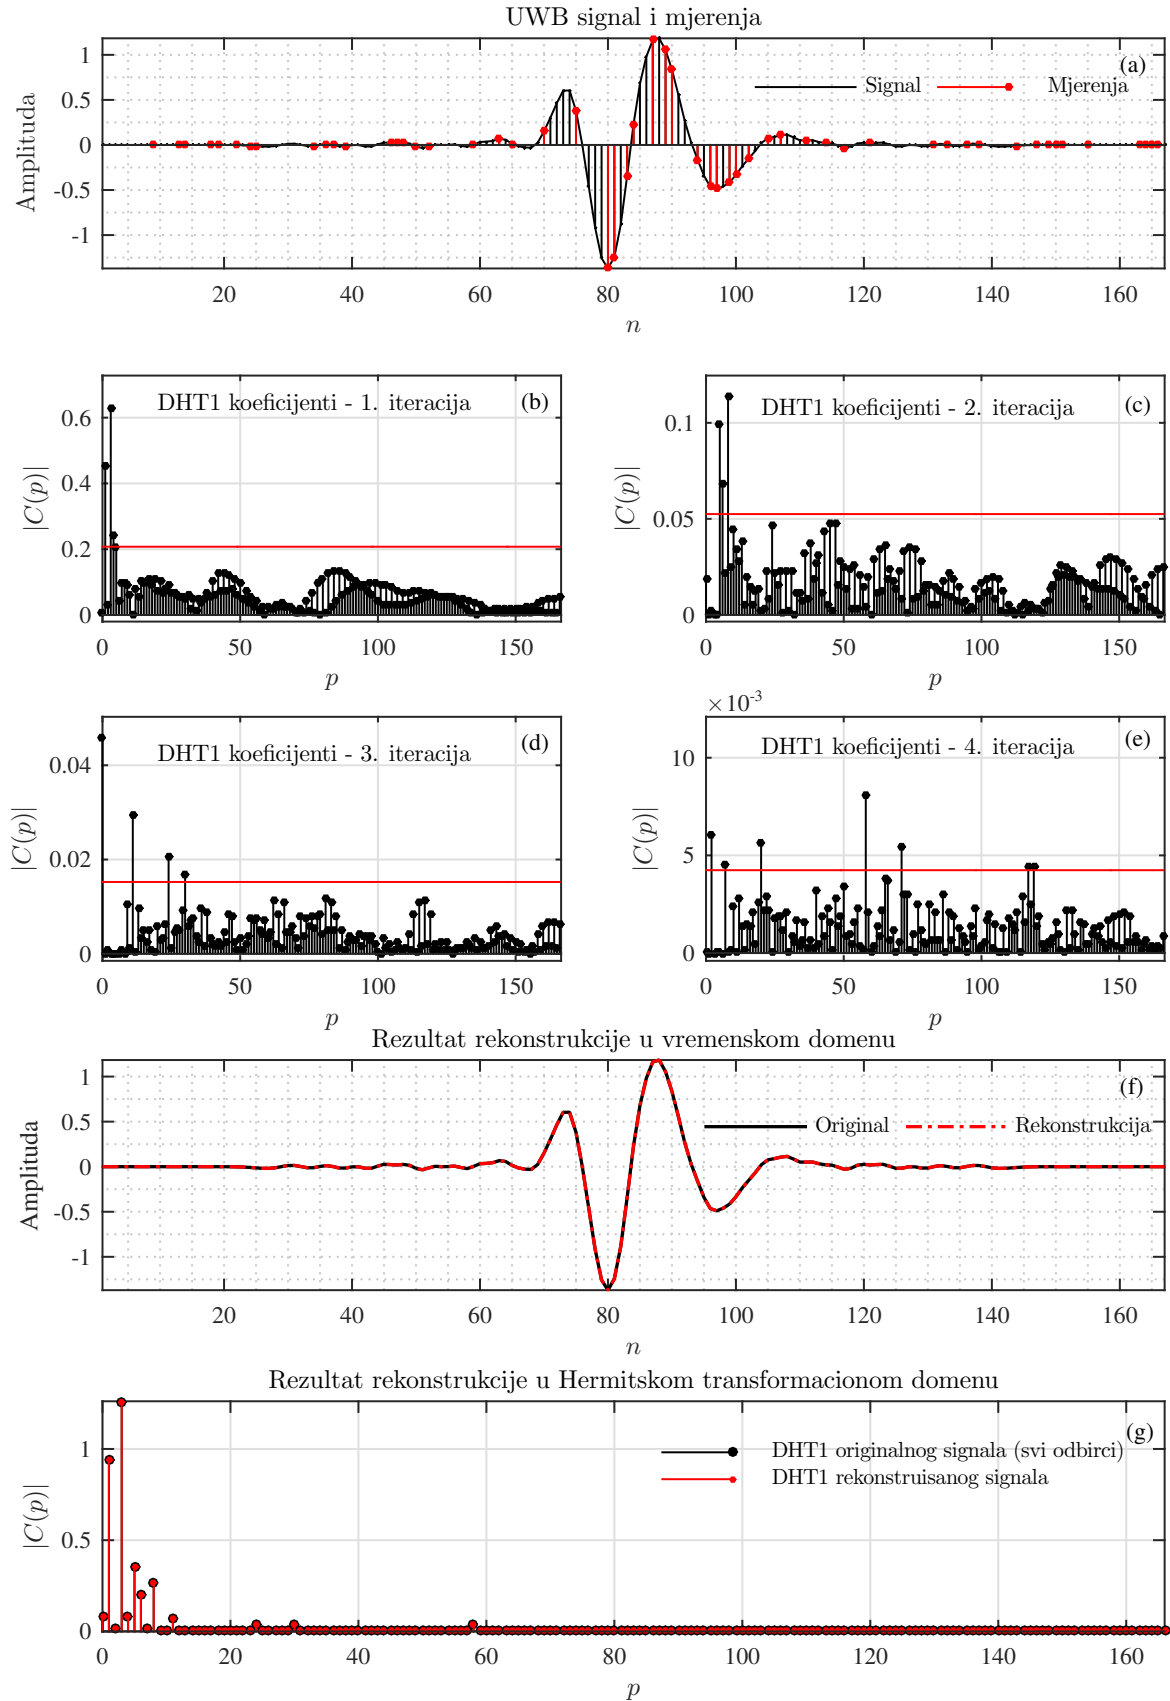 UWB signal i mjerenja
(a)
Signal
Mjerenja
Amplituda
1
0.5
0
-0.5
-1
20 40 60 80 100 120 140 160
n
DHT1 koeficijenti - 1. iteracija
(b)
|C(p)|
0.6
0.4
0.2
0
0 50 100 150
p
DHT1 koeficijenti - 2. iteracija
(c)
|C(p)|
0.1
0.05
0
0 50 100 150
p
DHT1 koeficijenti - 3. iteracija
(d)
|C(p)|
0.04
0.02
0
0 50 100 150
p
×10-3
DHT1 koeficijenti - 4. iteracija
(e)
|C(p)|
10
5
0
0 50 100 150
p
Rezultat rekonstrukcije u vremenskom domenu
(f)
Original
Rekonstrukcija
Amplituda
1
0.5
0
-0.5
-1
20 40 60 80 100 120 140 160
n
Rezultat rekonstrukcije u Hermitskom transformacionom domenu
(g)
DHT1 originalnog signala (svi odbirci)
DHT1 rekonstruisanog signala
|C(p)|
1
0.5
0
0 20 40 60 80 100 120 140 160
p